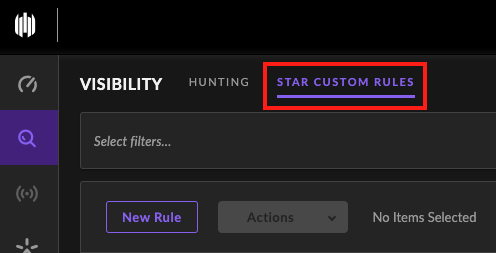 VISIBILITY HUNTING STAR CUSTOM RULES
Select filters...
New Rule Actions No Items Selected